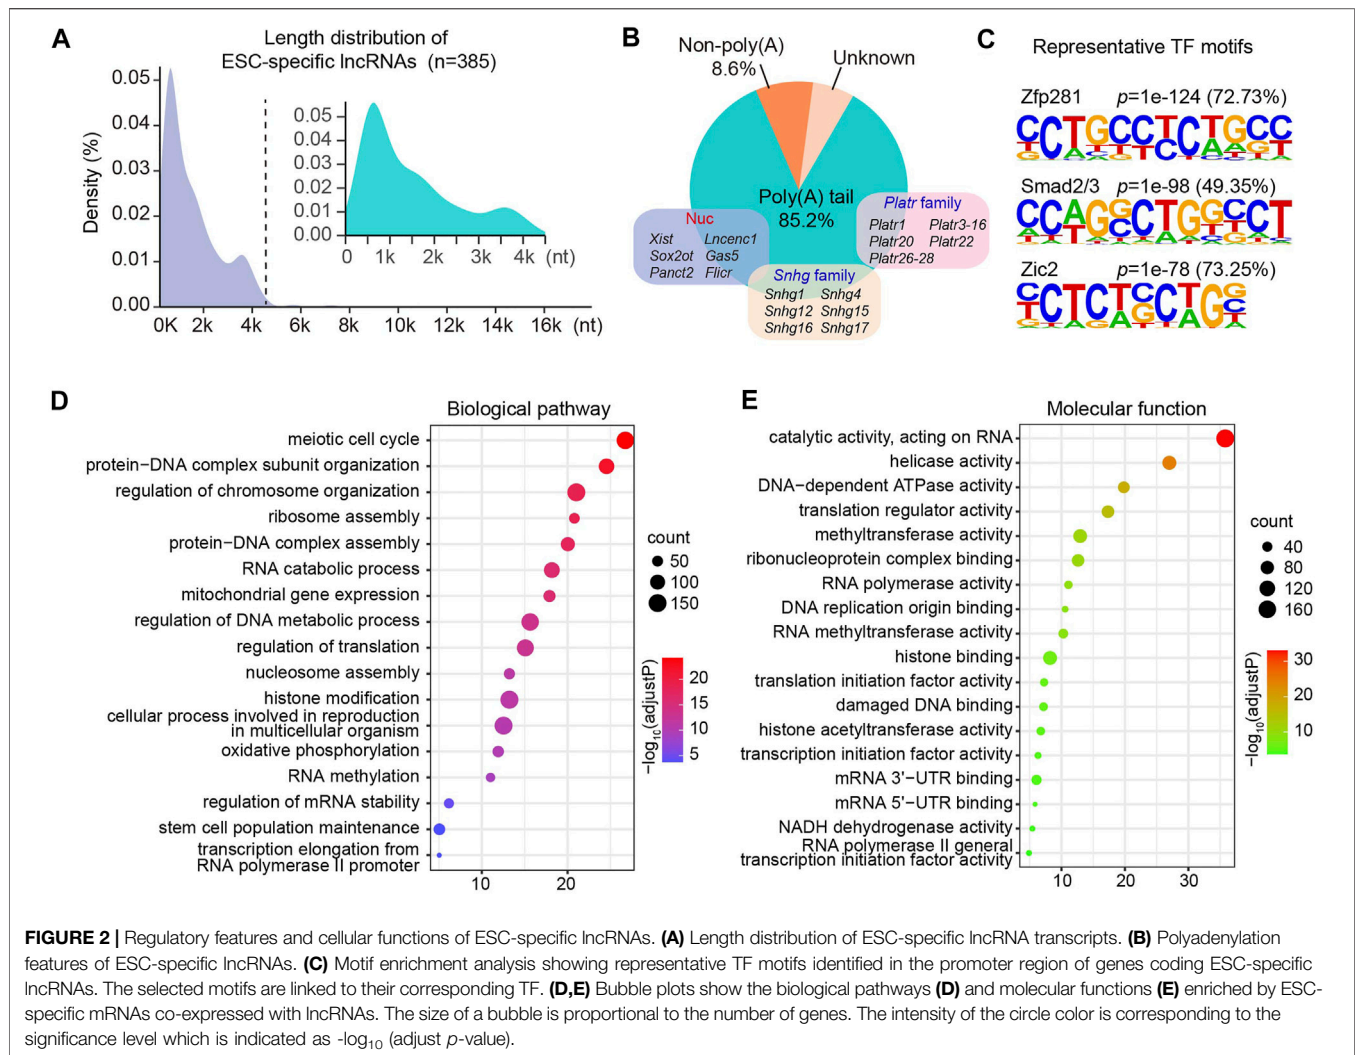 A
Length distribution of
ESC-specific lncRNAs (n=385)
Density (%)
0.05
0.04
0.03
0.02
0.01
0.00
0K 2k 4k 6k 8k 10k 12k 14k 16k (nt)
0.05
0.04
0.03
0.02
0.01
0.00
0 1k 2k 3k 4k (nt)
B
Non-poly(A)
8.6%
Unknown
Poly(A) tail
85.2%
Nuc
Xist Lncenc1
Sox2ot Gas5
Panct2 Flicr
Snhg family
Snhg1 Snhg4
Snhg12 Snhg15
Snhg16 Snhg17
Platr family
Platr1 Platr3-16
Platr20 Platr22
Platr26-28
C
Representative TF motifs
Zfp281 p=1e-124 (72.73%)
CCTGCCTCTGCC
Smad2/3 p=1e-98 (49.35%)
CCAGGCTGGCCT
Zic2 p=1e-78 (73.25%)
CCTCTCCTGG
D
Biological pathway
meiotic cell cycle
protein−DNA complex subunit organization
regulation of chromosome organization
ribosome assembly
protein−DNA complex assembly
RNA catabolic process
mitochondrial gene expression
regulation of DNA metabolic process
regulation of translation
nucleosome assembly
histone modification
cellular process involved in reproduction
in multicellular organism
oxidative phosphorylation
RNA methylation
regulation of mRNA stability
stem cell population maintenance
transcription elongation from
RNA polymerase II promoter
10 20
count
50
100
150
−log10(adjustP)
20
15
10
5
E
Molecular function
catalytic activity, acting on RNA
helicase activity
DNA−dependent ATPase activity
translation regulator activity
methyltransferase activity
ribonucleoprotein complex binding
RNA polymerase activity
DNA replication origin binding
RNA methyltransferase activity
histone binding
translation initiation factor activity
damaged DNA binding
histone acetyltransferase activity
transcription initiation factor activity
mRNA 3'−UTR binding
mRNA 5'−UTR binding
NADH dehydrogenase activity
RNA polymerase II general
transcription initiation factor activity
10 20 30
count
40
80
120
160
−log10(adjustP)
30
20
10
FIGURE 2 | Regulatory features and cellular functions of ESC-specific lncRNAs. (A) Length distribution of ESC-specific lncRNA transcripts. (B) Polyadenylation
features of ESC-specific lncRNAs. (C) Motif enrichment analysis showing representative TF motifs identified in the promoter region of genes coding ESC-specific
lncRNAs. The selected motifs are linked to their corresponding TF. (D,E) Bubble plots show the biological pathways (D) and molecular functions (E) enriched by ESC-
specific mRNAs co-expressed with lncRNAs. The size of a bubble is proportional to the number of genes. The intensity of the circle color is corresponding to the
significance level which is indicated as -log10 (adjust p-value).